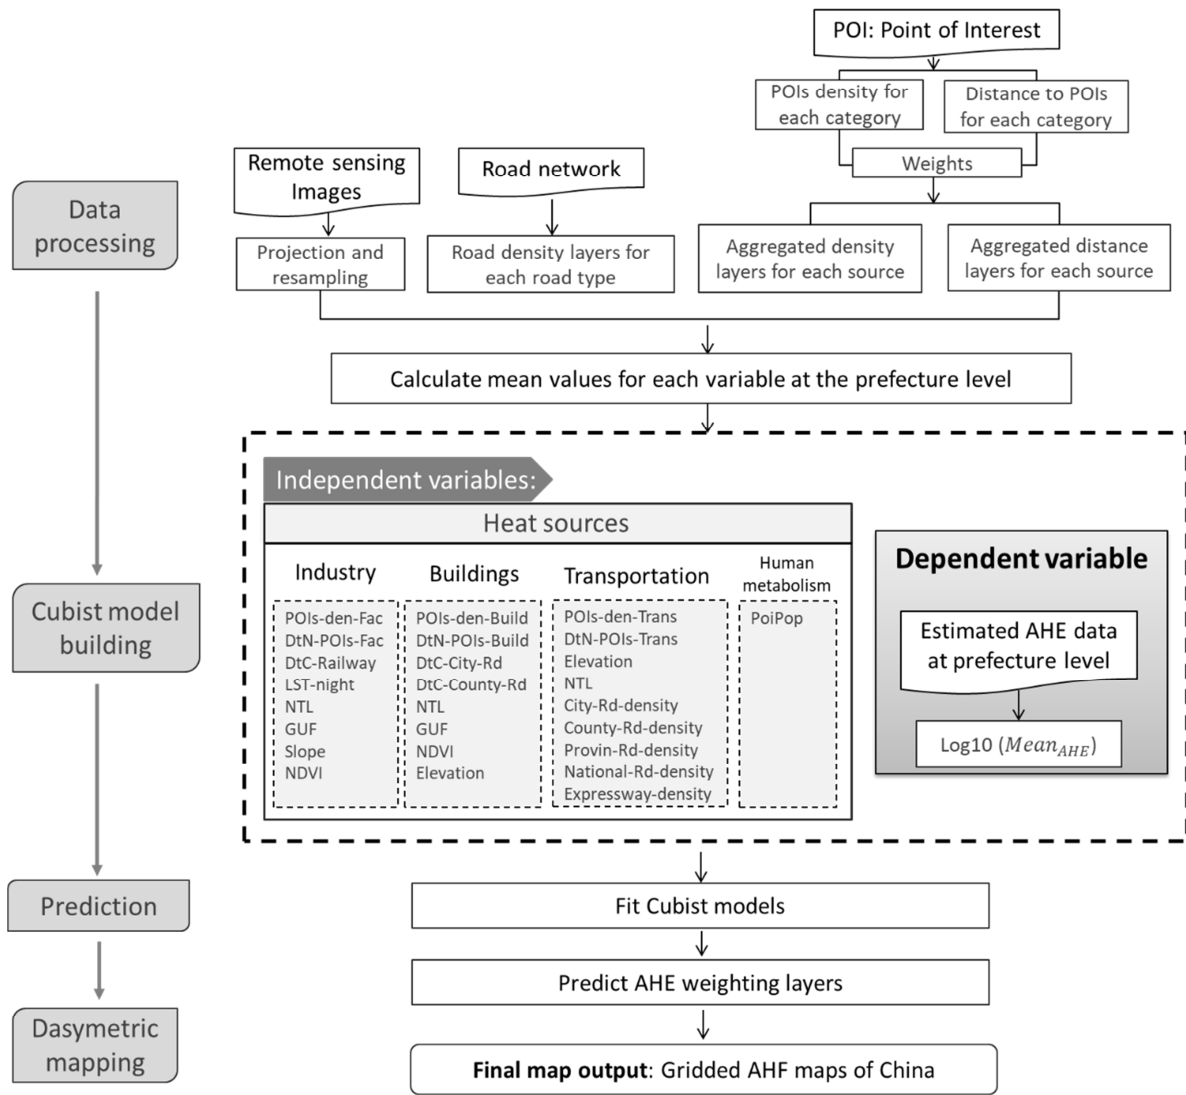 POI: Point of Interest
POIs density for
each category
Distance to POIs
for each category
Weights
Remote sensing
Images
Road network
Data
processing
Projection and
resampling
Road density layers for
each road type
Aggregated density
layers for each source
Aggregated distance
layers for each source
Calculate mean values for each variable at the prefecture level
Independent variables:
Heat sources
Industry
POIs-den-Fac
DtN-POIs-Fac
DtC-Railway
LST-night
NTL
GUF
Slope
NDVI
Buildings
POIs-den-Build
DtN-POIs-Build
DtC-City-Rd
DtC-County-Rd
NTL
GUF
NDVI
Elevation
Transportation
POIs-den-Trans
DtN-POIs-Trans
Elevation
NTL
City-Rd-density
County-Rd-density
Provin-Rd-density
National-Rd-density
Expressway-density
Human
metabolism
PoiPop
Dependent variable
Estimated AHE data
at prefecture level
Log10 (Mean_AHE)
Cubist model
building
Prediction
Fit Cubist models
Predict AHE weighting layers
Dasymetric
mapping
Final map output: Gridded AHF maps of China